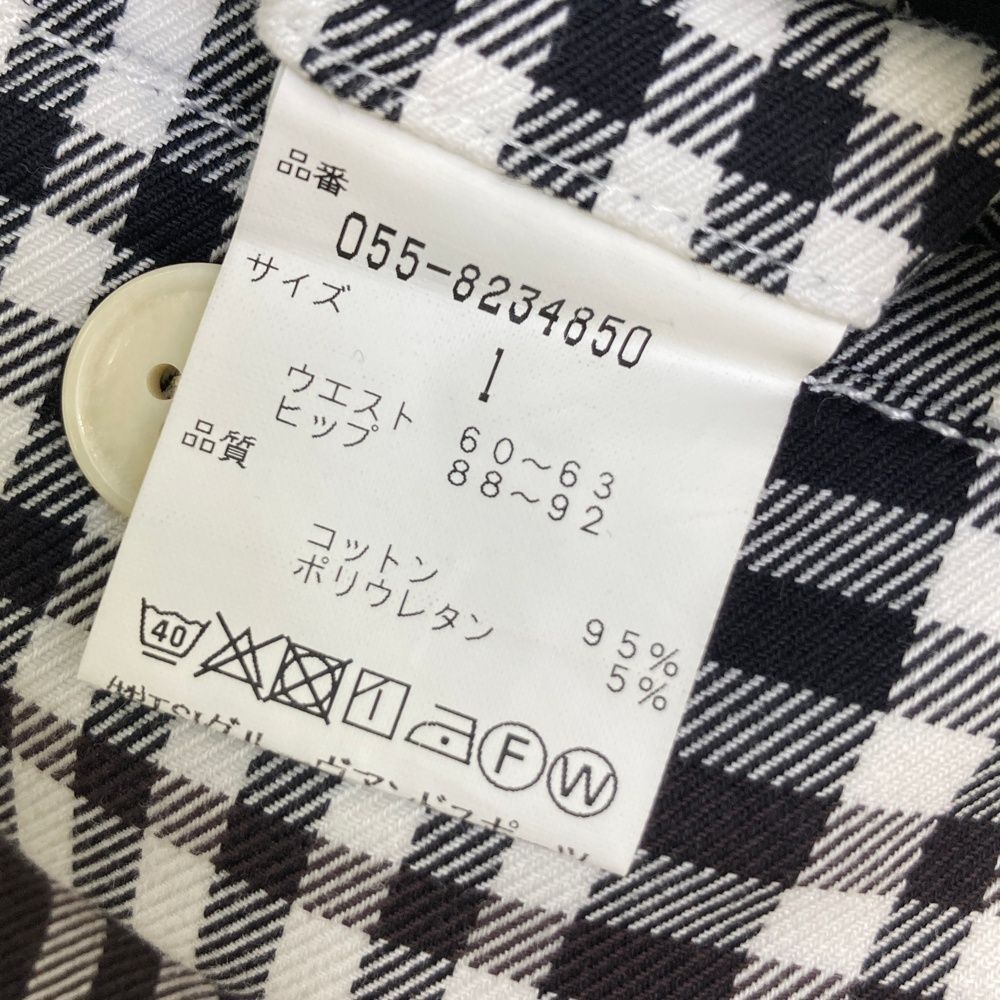 品番
055-8234850
サイズ
1
ウエスト 60～63
ヒップ 88～92
品質
コットン 95%
ポリウレタン 5%
40 F W